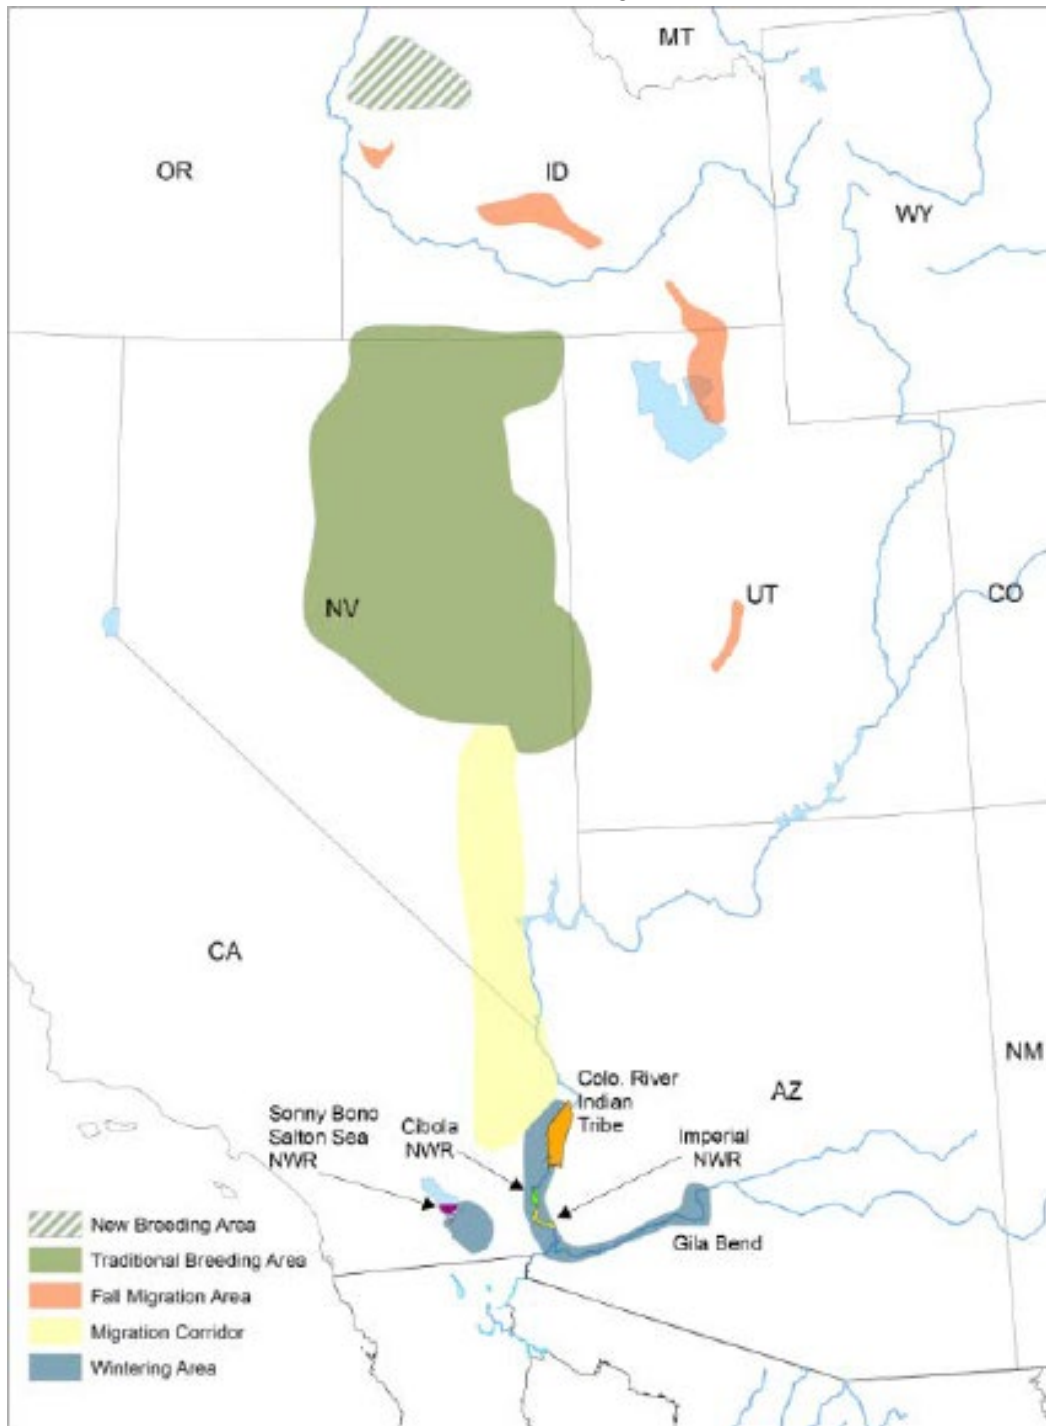 MT
OR
ID
WY
NV
UT
CO
CA
NM
Colo. River
Indian
Tribe
AZ
Sonny Bono
Salton Sea
NWR
Cibola
NWR
Imperial
NWR
Gila Bend
New Breeding Area
Traditional Breeding Area
Fall Migration Area
Migration Corridor
Wintering Area